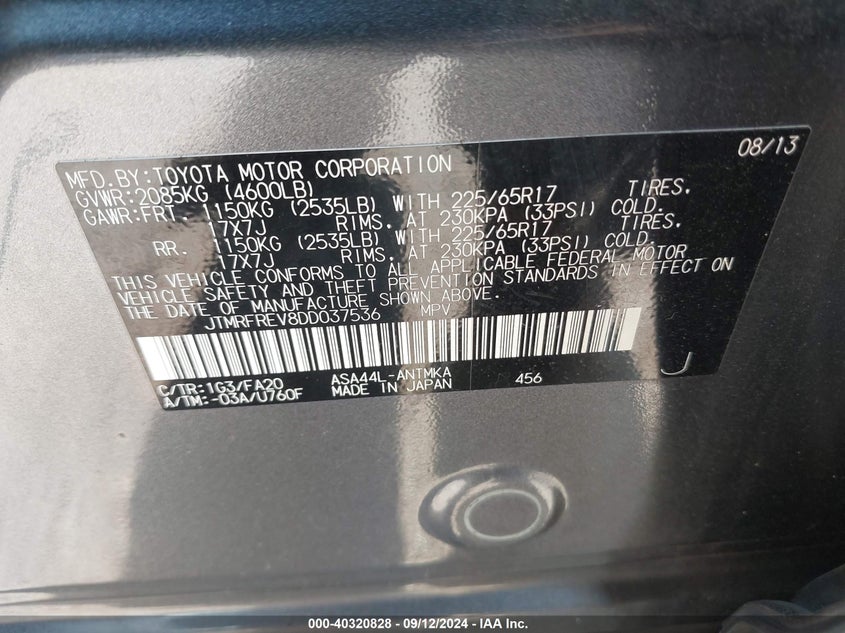 08/13
MFD.BY:TOYOTA MOTOR CORPORATION
GVWR:2085KG (4600LB)
GAWR:FRT 1150KG (2535LB) WITH 225/65R17 TIRES,
17X7J RIMS, AT 230KPA (33PSI) COLD.
RR. 1150KG (2535LB) WITH 225/65R17 TIRES,
17X7J RIMS, AT 230KPA (33PSI) COLD.
THIS VEHICLE CONFORMS TO ALL APPLICABLE FEDERAL MOTOR
VEHICLE SAFETY AND THEFT PREVENTION STANDARDS IN EFFECT ON
THE DATE OF MANUFACTURE SHOWN ABOVE.
JTMRFREV8DD037536 MPV
C/TR:1G3/FA20 ASA44L-ANTMKA 456 J
A/TM:-03A/U760F MADE IN JAPAN
000-40320828 - 09/12/2024 - IAA Inc.